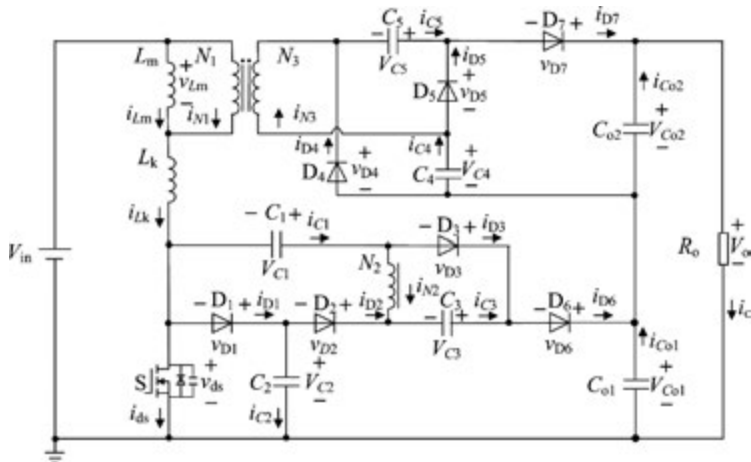 C5 iC5 − D7 + iD7
Lm N1 N3 − +
+ vLm − VC5 iD5 vD7 iCo2
D5 + vD5 −
iLm iN1 iN3 iD4 iC4 Co2 + VCo2 −
Lk D4 + vD4 − C4 + VC4 −
iLk − C1 + iC1 − D3 + iD3
Vin VC1 N2 vD3 Ro + Vo −
iN2 C3 iC3
− D1 + iD1 − D2 + iD2 − + − D6 + iD6
vD1 vD2 VC3 vD6 iCo1
S + vds − C2 + VC2 − Co1 + VCo1 −
ids iC2